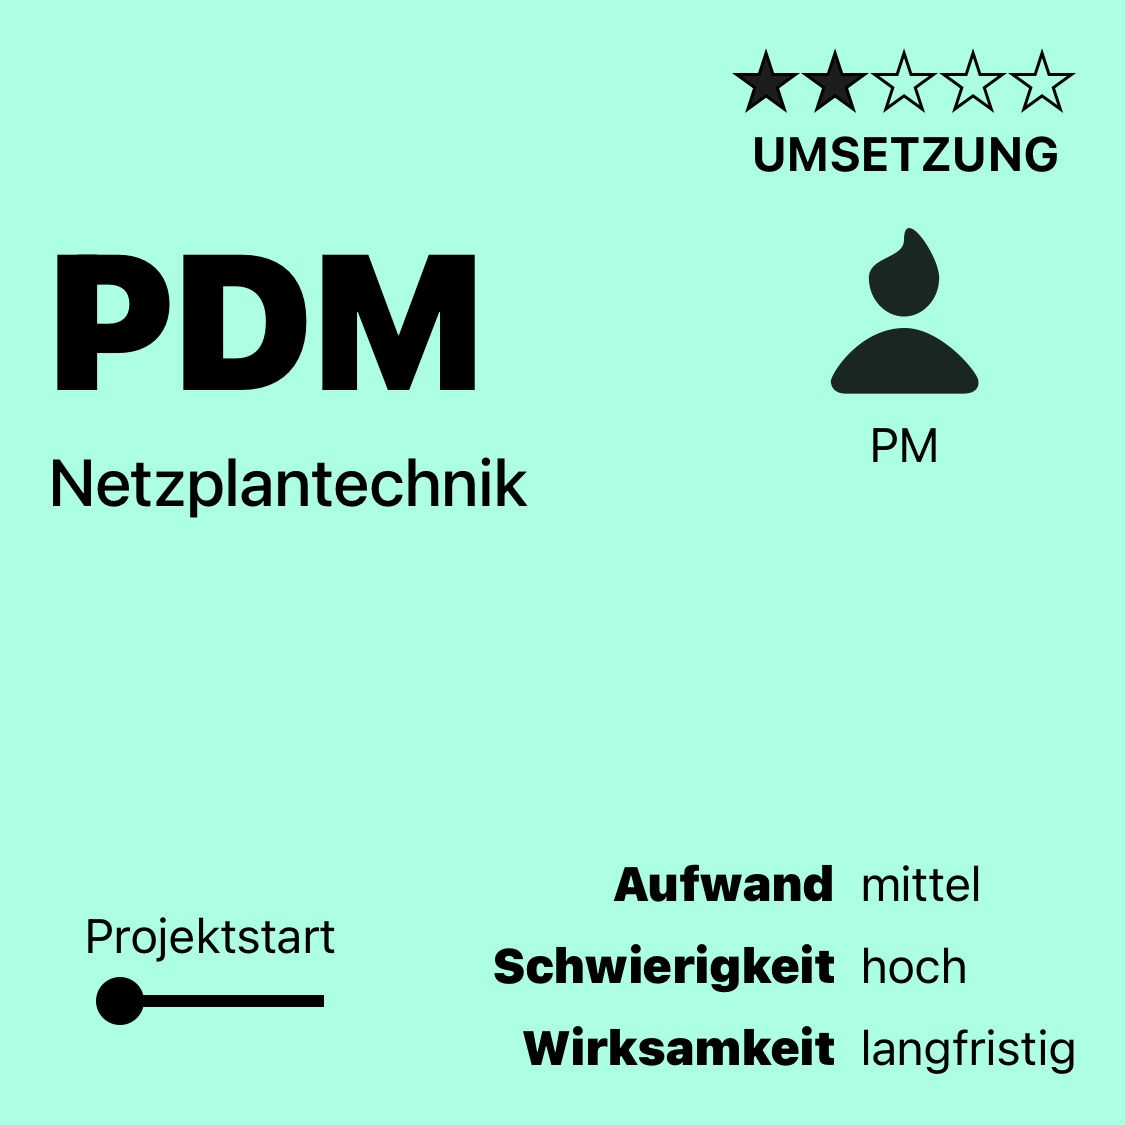 ★★☆☆☆
UMSETZUNG
PDM
Netzplantechnik
PM
Projektstart
Aufwand mittel
Schwierigkeit hoch
Wirksamkeit langfristig